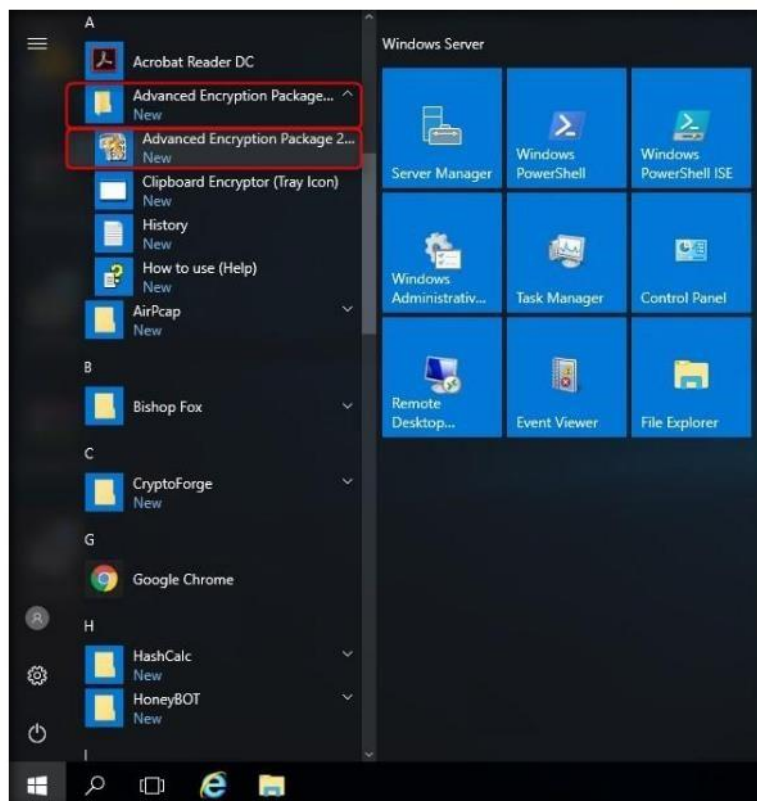 A
Acrobat Reader DC
Advanced Encryption Package...
New
Advanced Encryption Package 2...
New
Clipboard Encryptor (Tray Icon)
New
History
New
How to use (Help)
New
AirPcap
New
B
Bishop Fox
C
CryptoForge
New
G
Google Chrome
H
HashCalc
New
HoneyBOT
New
I
Windows Server
Server Manager
Windows
PowerShell
Windows
PowerShell ISE
Windows
Administrativ...
Task Manager
Control Panel
Remote
Desktop...
Event Viewer
File Explorer